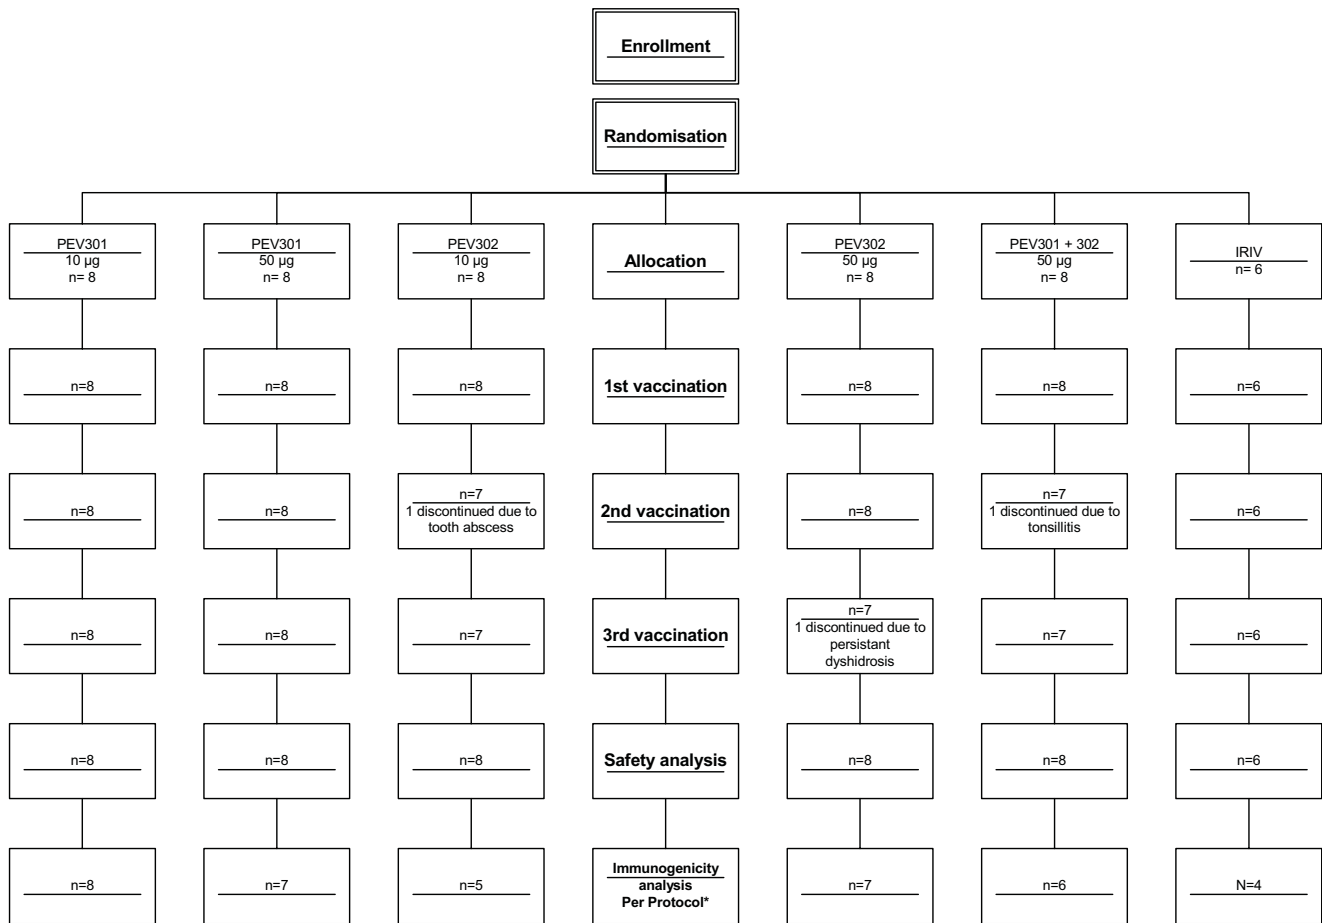 Enrollment
Randomisation
PEV301
10 µg
n= 8
PEV301
50 µg
n= 8
PEV302
10 µg
n= 8
Allocation
PEV302
50 µg
n= 8
PEV301 + 302
50 µg
n= 8
IRIV
n= 6
n=8
n=8
n=8
1st vaccination
n=8
n=8
n=6
n=8
n=8
n=7
1 discontinued due to
tooth abscess
2nd vaccination
n=8
n=7
1 discontinued due to
tonsillitis
n=6
n=8
n=8
n=7
3rd vaccination
n=7
1 discontinued due to
persistant
dyshidrosis
n=7
n=6
n=8
n=8
n=8
Safety analysis
n=8
n=8
n=6
n=8
n=7
n=5
Immunogenicity
analysis
Per Protocol*
n=7
n=6
N=4